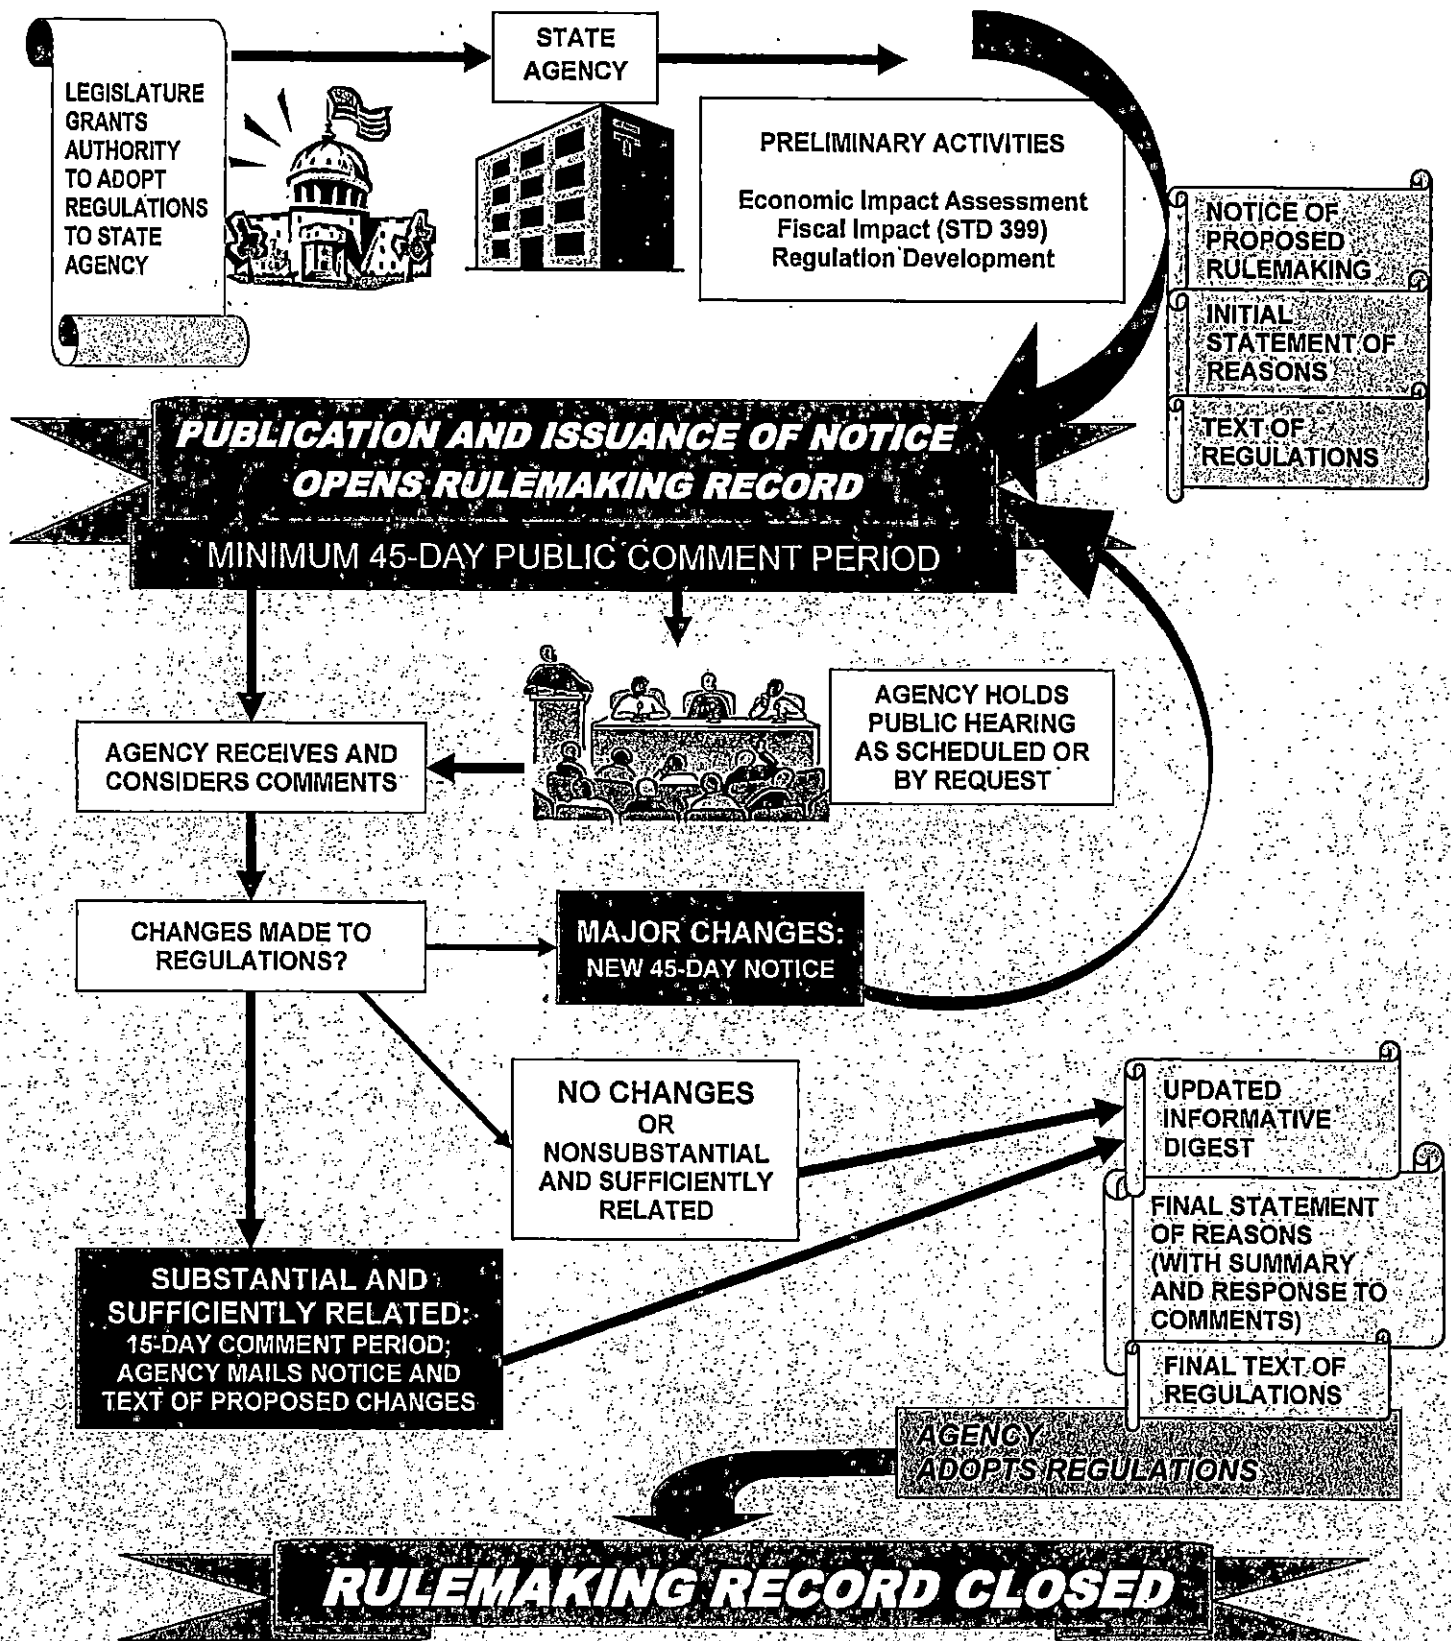 LEGISLATURE
GRANTS
AUTHORITY
TO ADOPT
REGULATIONS
TO STATE
AGENCY
STATE
AGENCY
PRELIMINARY ACTIVITIES
Economic Impact Assessment
Fiscal Impact (STD 399)
Regulation Development
NOTICE OF
PROPOSED
RULEMAKING
INITIAL
STATEMENT OF
REASONS
TEXT OF
REGULATIONS
PUBLICATION AND ISSUANCE OF NOTICE
OPENS RULEMAKING RECORD
MINIMUM 45-DAY PUBLIC COMMENT PERIOD
AGENCY HOLDS
PUBLIC HEARING
AS SCHEDULED OR
BY REQUEST
AGENCY RECEIVES AND
CONSIDERS COMMENTS
CHANGES MADE TO
REGULATIONS?
MAJOR CHANGES:
NEW 45-DAY NOTICE
NO CHANGES
OR
NONSUBSTANTIAL
AND SUFFICIENTLY
RELATED
SUBSTANTIAL AND
SUFFICIENTLY RELATED:
15-DAY COMMENT PERIOD;
AGENCY MAILS NOTICE AND
TEXT OF PROPOSED CHANGES
UPDATED
INFORMATIVE
DIGEST
FINAL STATEMENT
OF REASONS
(WITH SUMMARY
AND RESPONSE TO
COMMENTS)
FINAL TEXT OF
REGULATIONS
AGENCY
ADOPTS REGULATIONS
RULEMAKING RECORD CLOSED